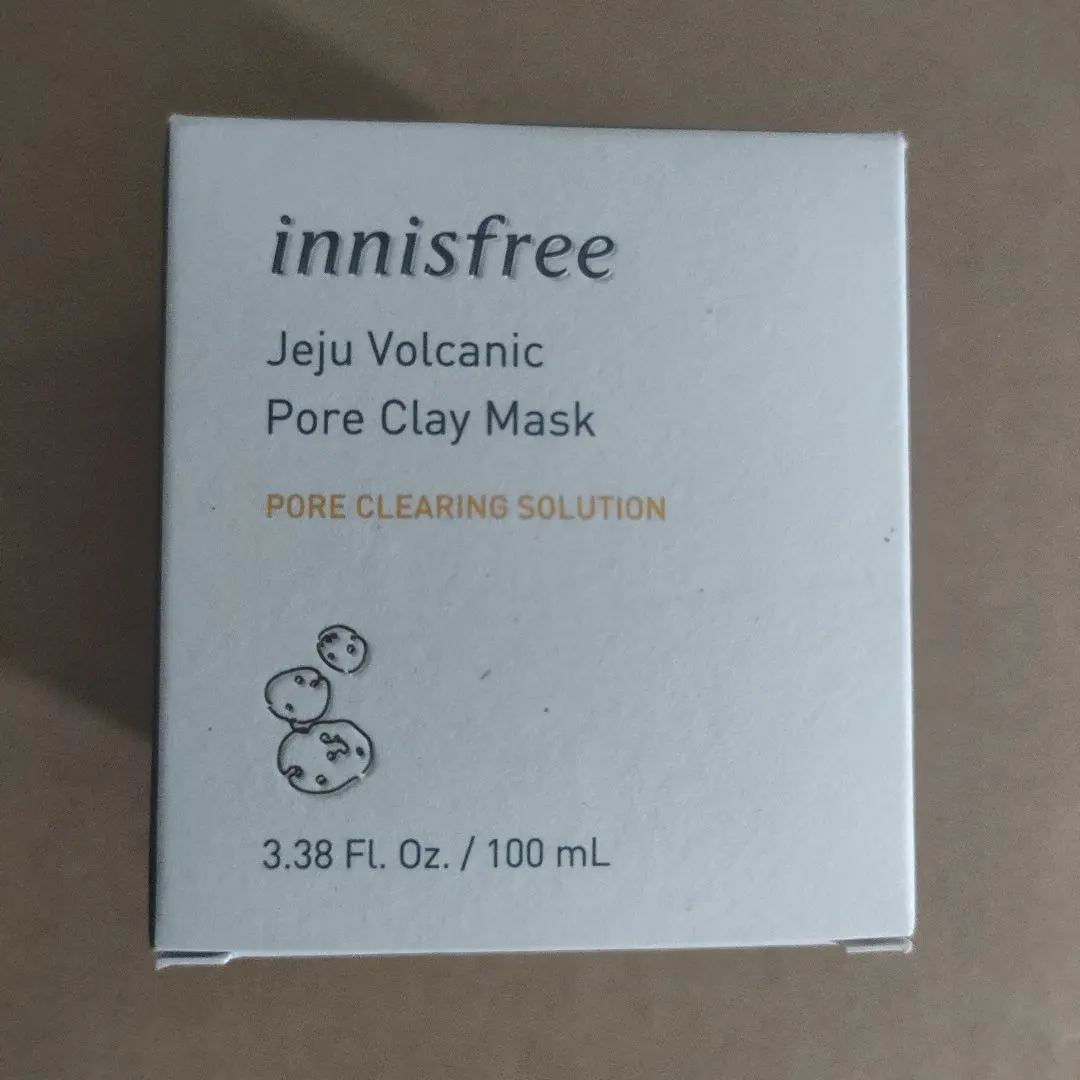 innisfree
Jeju Volcanic
Pore Clay Mask
PORE CLEARING SOLUTION
3.38 Fl. Oz. / 100 mL